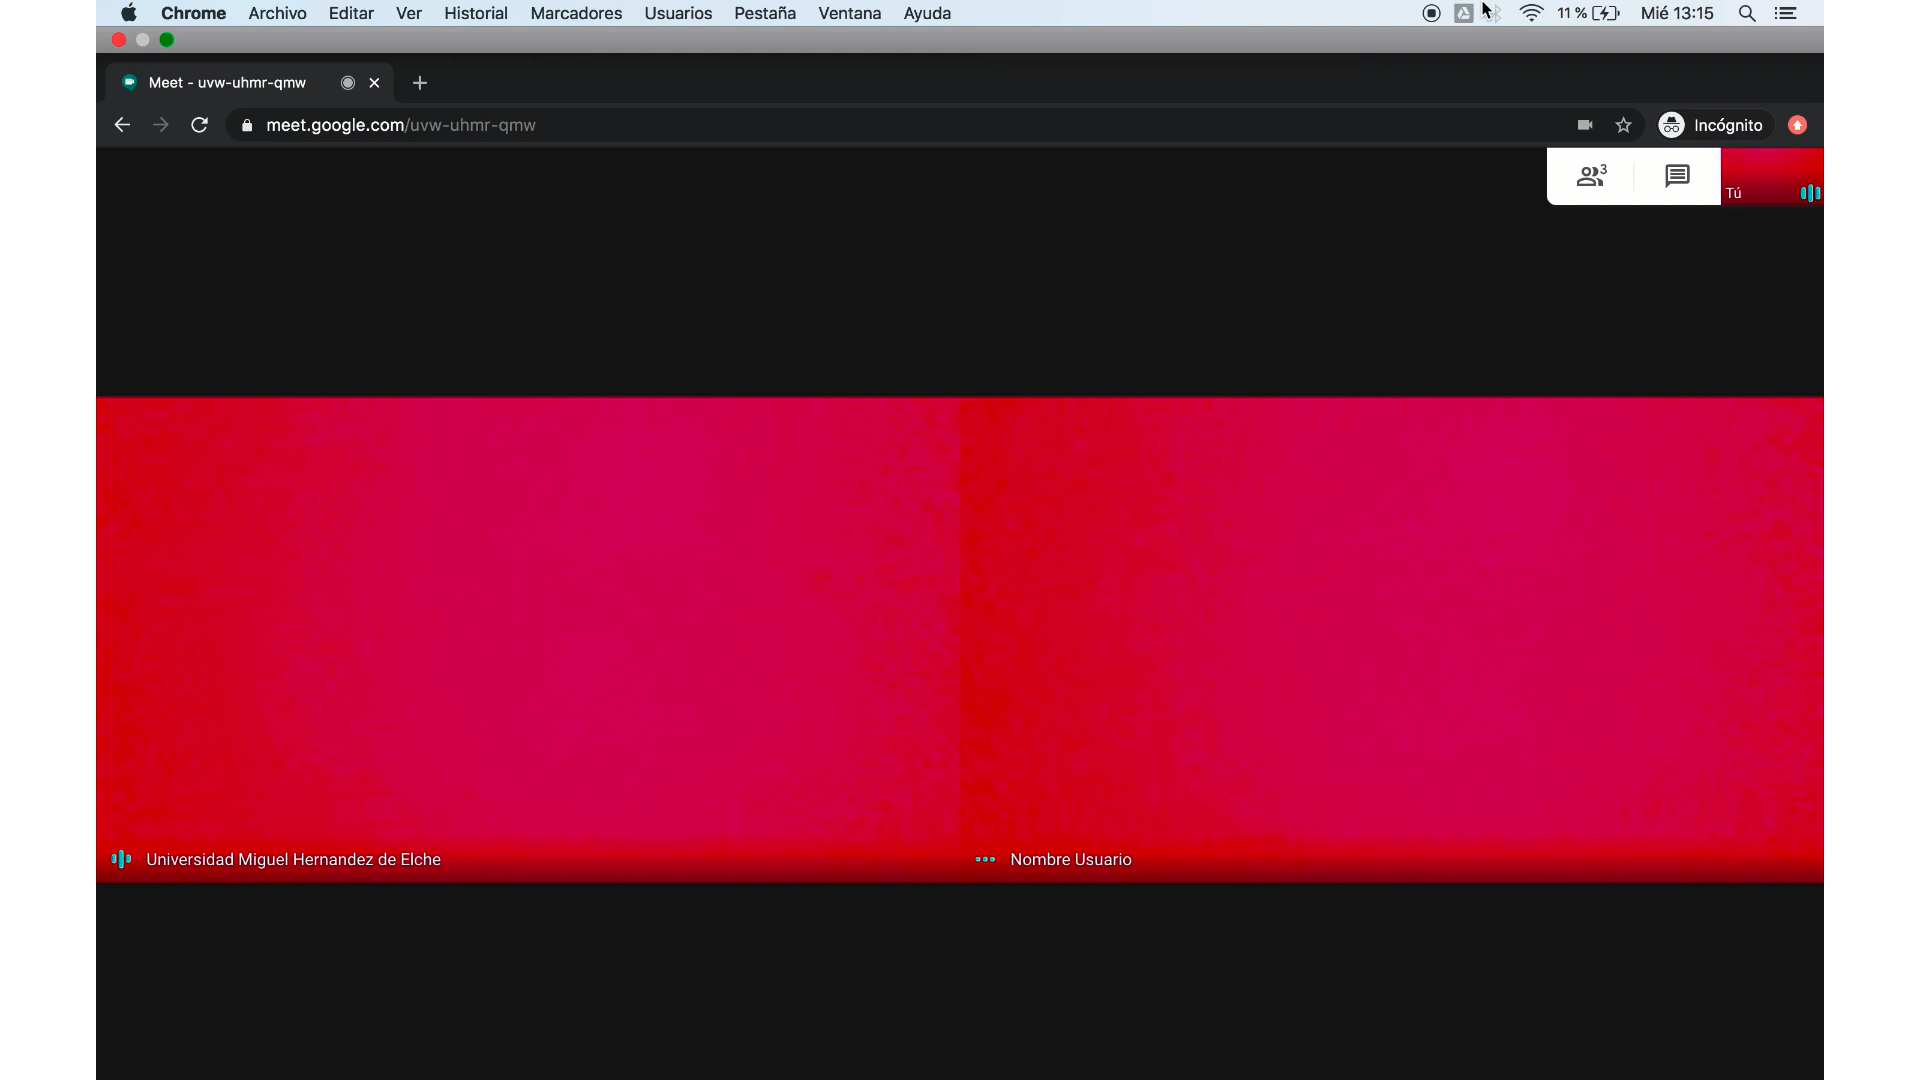 Chrome Archivo Editar Ver Historial Marcadores Usuarios Pestaña Ventana Ayuda 11 % Mié 13:15
Meet - uvw-uhmr-qmw
meet.google.com/uvw-uhmr-qmw Incógnito
3
Tú
Universidad Miguel Hernandez de Elche
Nombre Usuario